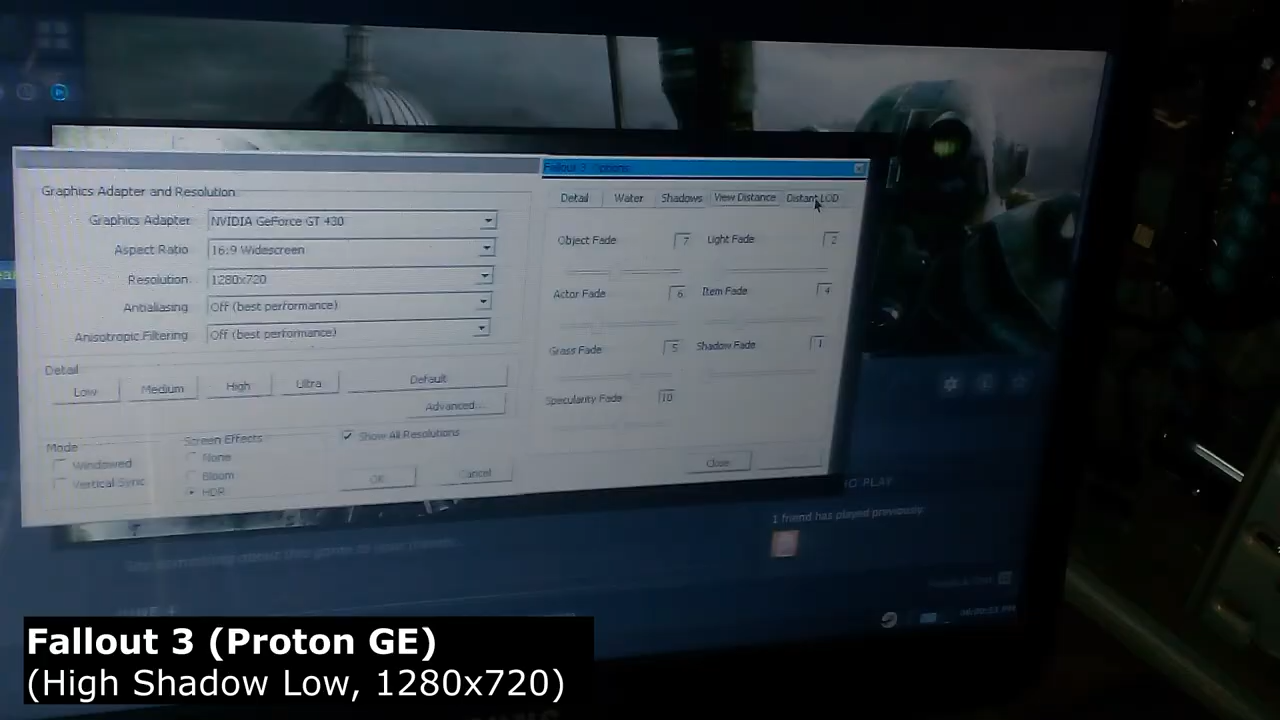 Fallout 3 Options
Graphics Adapter and Resolution
Graphics Adapter NVIDIA GeForce GT 430
Aspect Ratio 16:9 Widescreen
Resolution 1280x720
Antialiasing Off (best performance)
Anisotropic Filtering Off (best performance)
Detail
Low Medium High Ultra Default
Advanced...
Mode
Windowed
Vertical Sync
Screen Effects
None
Bloom
HDR
Show All Resolutions
OK Cancel
Detail Water Shadows View Distance Distant LOD
Object Fade 7 Light Fade 2
Actor Fade 6 Item Fade 4
Grass Fade 5 Shadow Fade 1
Specularity Fade 10
Close
PLAY
1 friend has played previously
Fallout 3 (Proton GE)
(High Shadow Low, 1280x720)